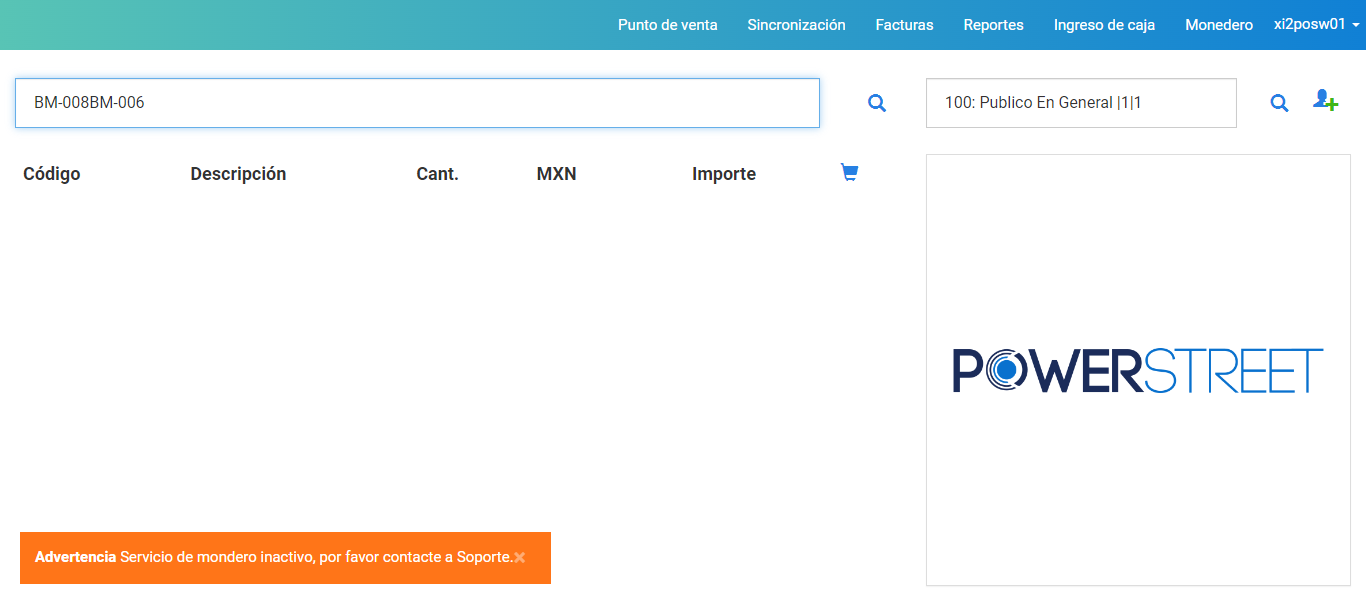 Punto de venta Sincronización Facturas Reportes Ingreso de caja Monedero xi2posw01
BM-008BM-006
100: Publico En General |1|1
Código Descripción Cant. MXN Importe
POWERSTREET
Advertencia Servicio de mondero inactivo, por favor contacte a Soporte.